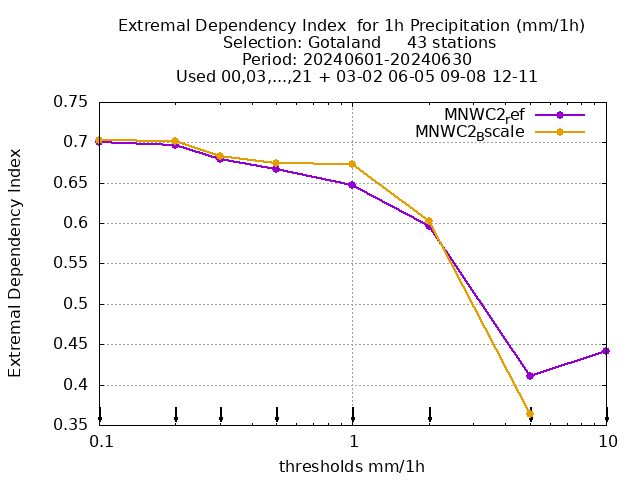 Extremal Dependency Index  for 1h Precipitation (mm/1h)
Selection: Gotaland     43 stations
Period: 20240601-20240630
Used 00,03,...,21 + 03-02 06-05 09-08 12-11
MNWC2ref
MNWC2Bscale
0.75
0.7
0.65
0.6
0.55
0.5
0.45
0.4
0.35
Extremal Dependency Index
0.1 1 10
thresholds mm/1h